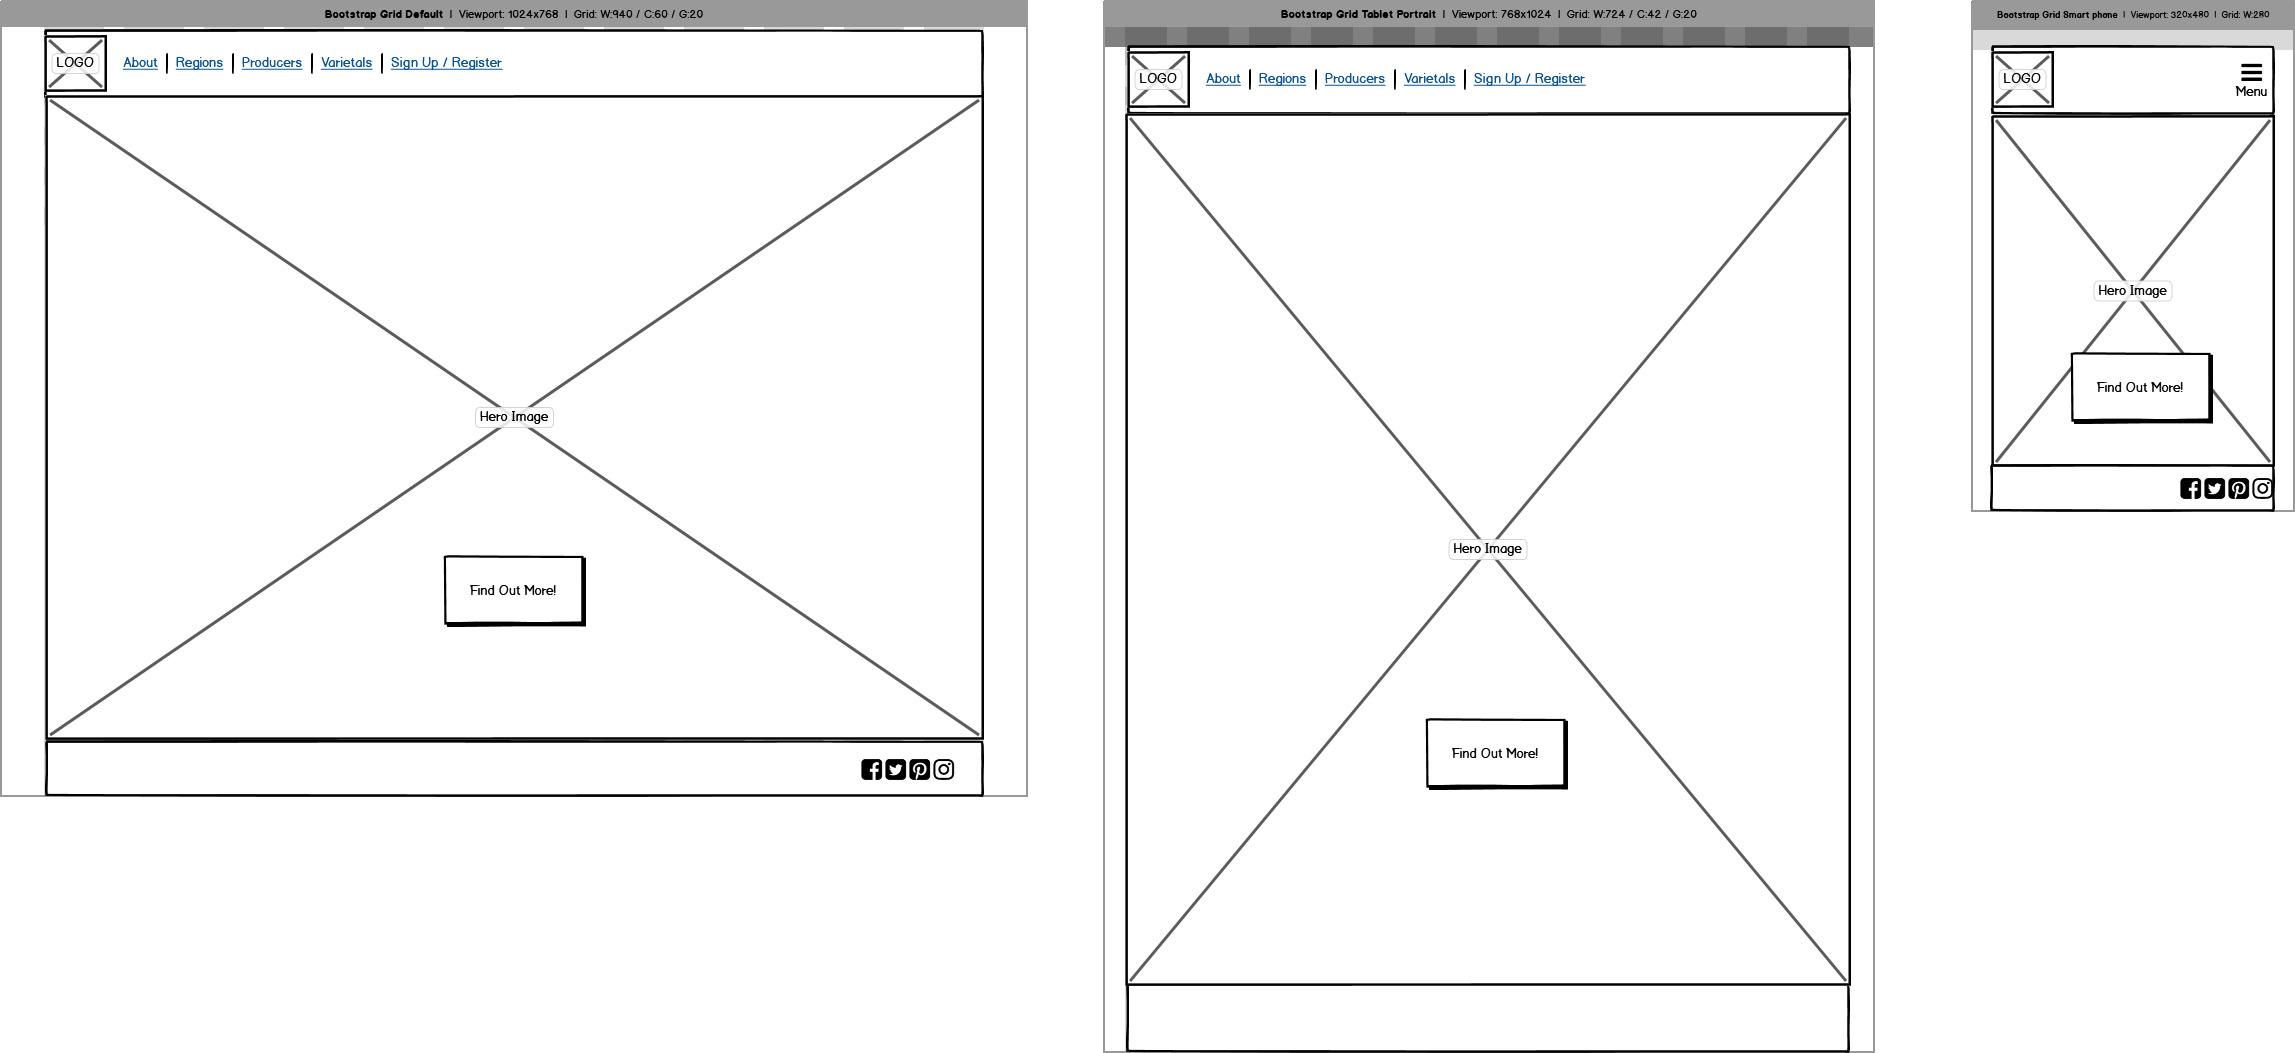 Bootstrap Grid Default | Viewport: 1024x768 | Grid: W:940 / C:60 / G:20
LOGO About | Regions | Producers | Varietals | Sign Up / Register
Hero Image
Find Out More!
Bootstrap Grid Tablet Portrait | Viewport: 768x1024 | Grid: W:724 / C:42 / G:20
LOGO About | Regions | Producers | Varietals | Sign Up / Register
Hero Image
Find Out More!
Bootstrap Grid Smart phone | Viewport: 320x480 | Grid: W:280
LOGO
Menu
Hero Image
Find Out More!